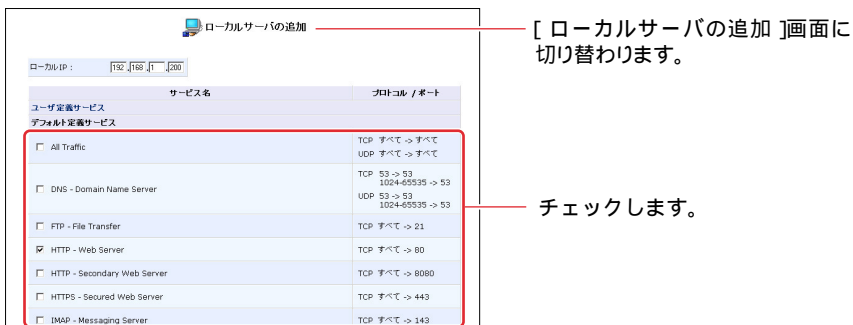 ローカルサーバの追加
[ ローカルサーバの追加 ]画面に
切り替わります。
ローカル IP : 192 .168 .1 .200
サービス名 プロトコル / ポート
ユーザ定義サービス
デフォルト定義サービス
All Traffic TCP すべて -> すべて
UDP すべて -> すべて
DNS - Domain Name Server TCP 53 -> 53
1024-65535 -> 53
UDP 53 -> 53
1024-65535 -> 53
チェックします。
FTP - File Transfer TCP すべて -> 21
HTTP - Web Server TCP すべて -> 80
HTTP - Secondary Web Server TCP すべて -> 8080
HTTPS - Secured Web Server TCP すべて -> 443
IMAP - Messaging Server TCP すべて -> 143